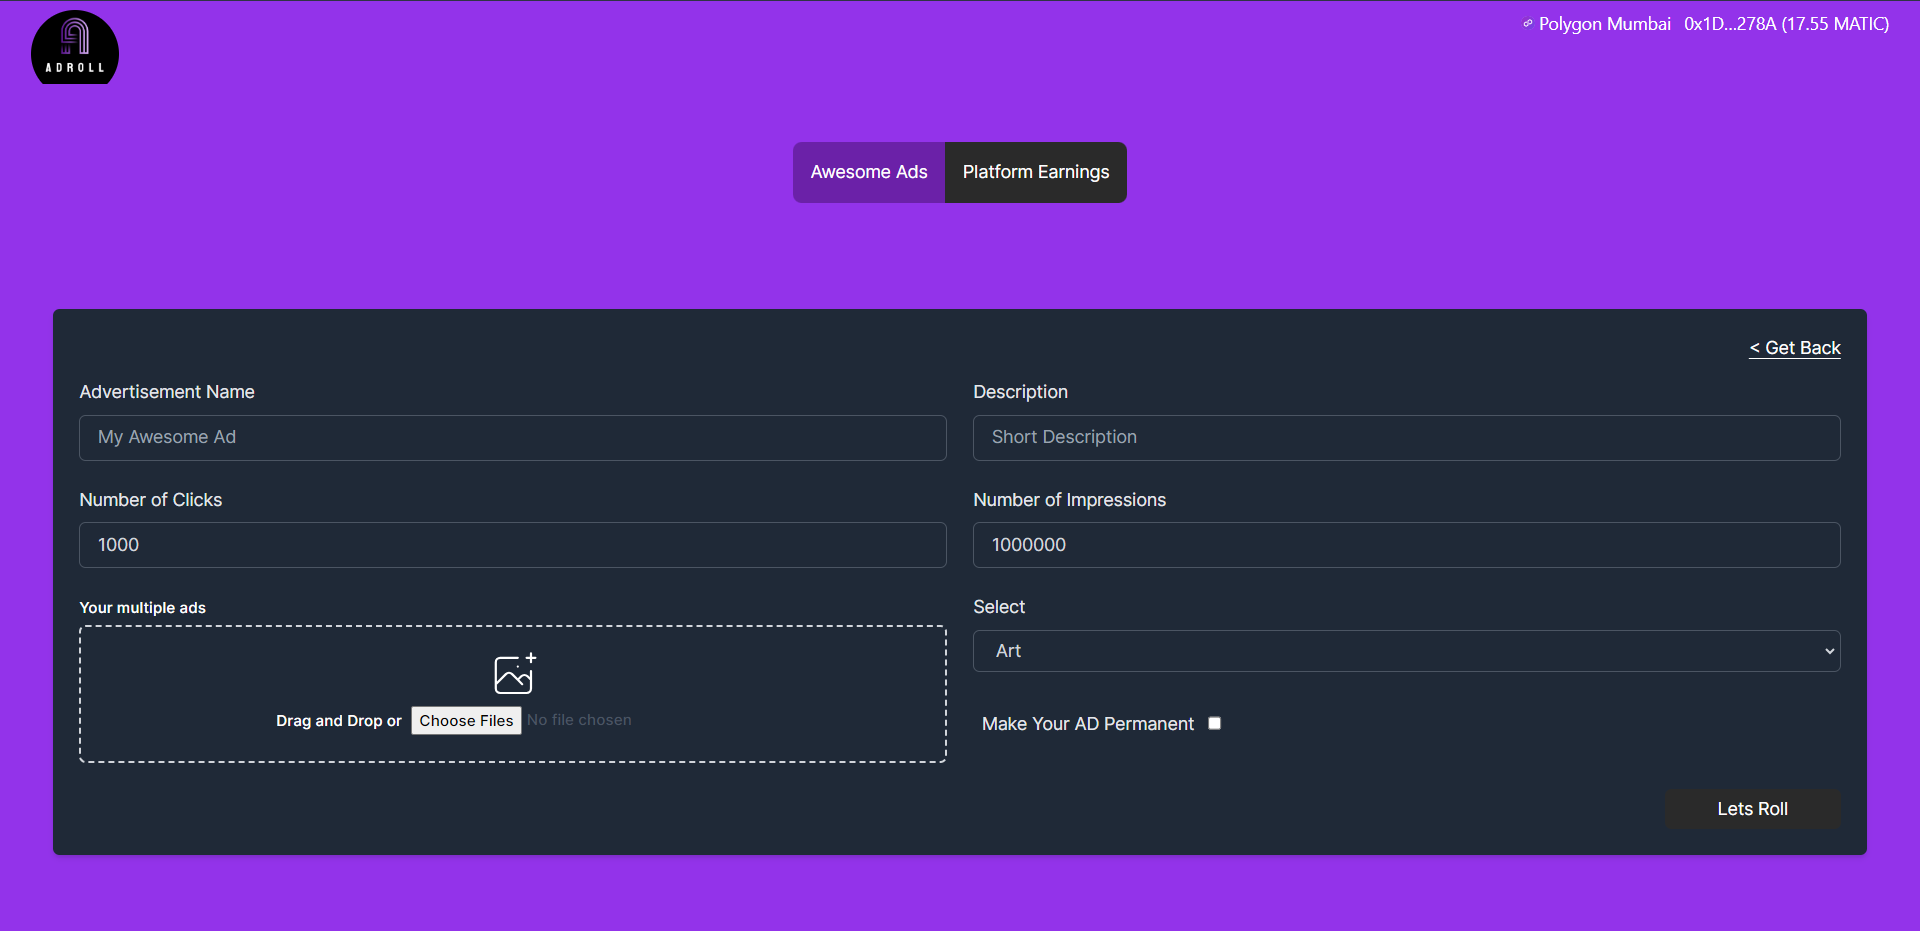 ADROLL
Polygon Mumbai 0x1D...278A (17.55 MATIC)
Awesome Ads Platform Earnings
< Get Back
Advertisement Name
My Awesome Ad
Description
Short Description
Number of Clicks
1000
Number of Impressions
1000000
Your multiple ads
Drag and Drop or Choose Files No file chosen
Select
Art
Make Your AD Permanent
Lets Roll